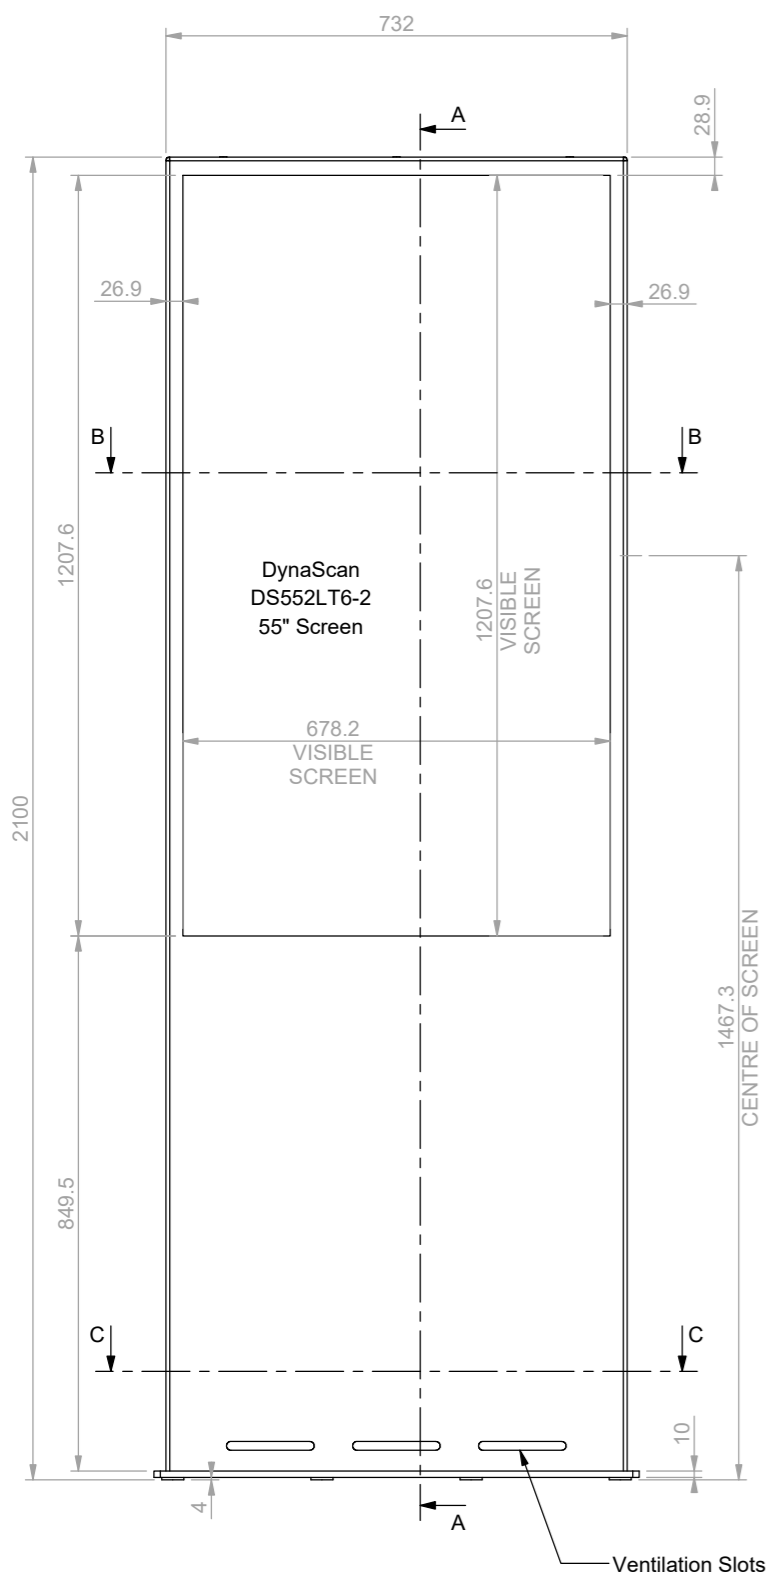 732
A
28.9
26.9
26.9
B
B
1207.6
DynaScan
DS552LT6-2
55" Screen
1207.6
VISIBLE
SCREEN
678.2
VISIBLE
SCREEN
2100
1467.3
CENTRE OF SCREEN
849.5
C
C
10
4
A
Ventilation Slots